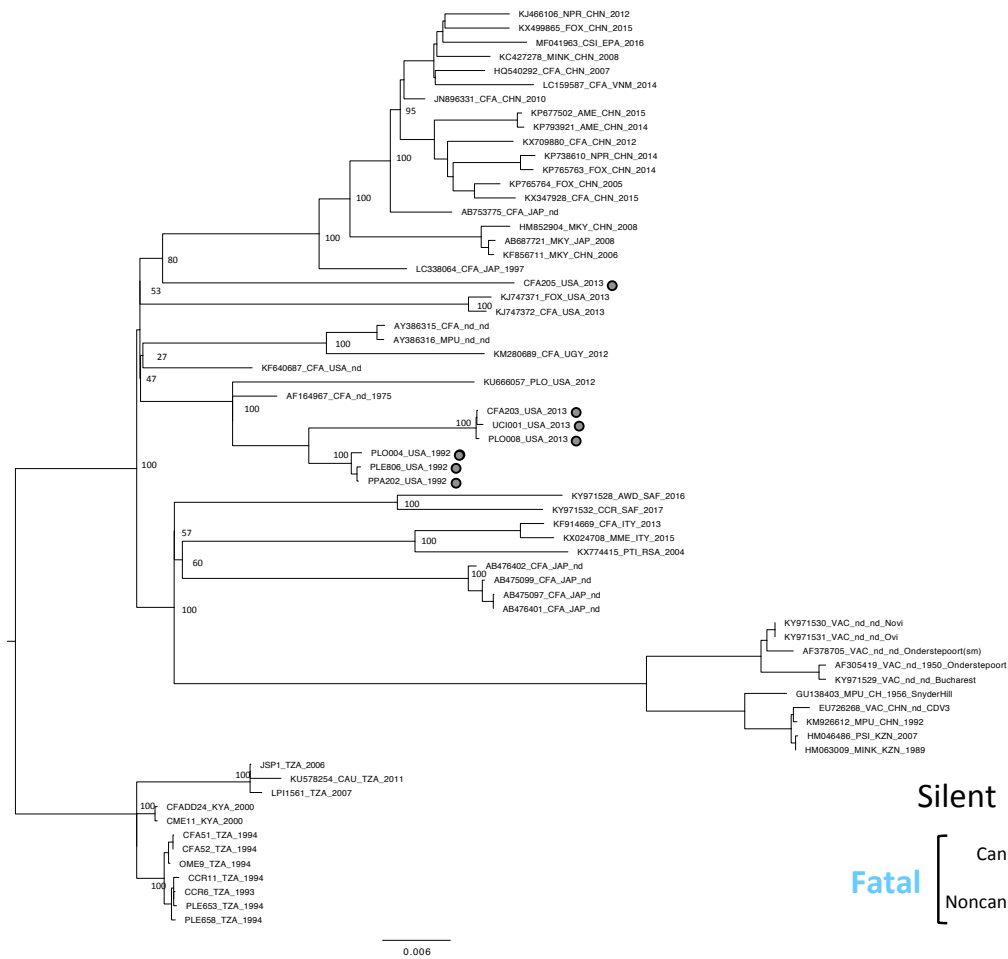 KJ466106_NPR_CHN_2012
KX499865_FOX_CHN_2015
MF041963_CSI_EPA_2016
KC427278_MINK_CHN_2008
HQ540292_CFA_CHN_2007
LC159587_CFA_VNM_2014
JN896331_CFA_CHN_2010
95
KP677502_AME_CHN_2015
KP793921_AME_CHN_2014
KX709880_CFA_CHN_2012
KP738610_NPR_CHN_2014
100
KP765763_FOX_CHN_2014
KP765764_FOX_CHN_2005
100
KX347928_CFA_CHN_2015
AB753775_CFA_JAP_nd
HM852904_MKY_CHN_2008
100
AB687721_MKY_JAP_2008
KF856711_MKY_CHN_2006
80
LC338064_CFA_JAP_1997
CFA205_USA_2013
53
KJ747371_FOX_USA_2013
100
KJ747372_CFA_USA_2013
AY386315_CFA_nd_nd
AY386316_MPU_nd_nd
100
27
KM280689_CFA_UGY_2012
KF640687_CFA_USA_nd
47
KU666057_PLO_USA_2012
AF164967_CFA_nd_1975
100
CFA203_USA_2013
100
UCI001_USA_2013
PLO008_USA_2013
100
PLO004_USA_1992
100
PLE806_USA_1992
PPA202_USA_1992
KY971528_AWD_SAF_2016
100
KY971532_CCR_SAF_2017
KF914669_CFA_ITY_2013
57
KX024708_MME_ITY_2015
100
KX774415_PTI_RSA_2004
60
AB476402_CFA_JAP_nd
100
AB475099_CFA_JAP_nd
AB475097_CFA_JAP_nd
100
AB476401_CFA_JAP_nd
KY971530_VAC_nd_nd_Novi
KY971531_VAC_nd_nd_Ovi
AF378705_VAC_nd_nd_Onderstepoort(sm)
AF305419_VAC_nd_1950_Onderstepoort
KY971529_VAC_nd_nd_Bucharest
GU138403_MPU_CH_1956_SnyderHill
EU726268_VAC_CHN_nd_CDV3
KM926612_MPU_CHN_1992
HM046486_PSI_KZN_2007
HM063009_MINK_KZN_1989
JSP1_TZA_2006
100
KU578254_CAU_TZA_2011
LPI1561_TZA_2007
100
CFADD24_KYA_2000
CME11_KYA_2000
CFA51_TZA_1994
CFA52_TZA_1994
OME9_TZA_1994
CCR11_TZA_1994
100
CCR6_TZA_1993
PLE653_TZA_1994
PLE658_TZA_1994
0.006
Silent
Can
Fatal
Noncan